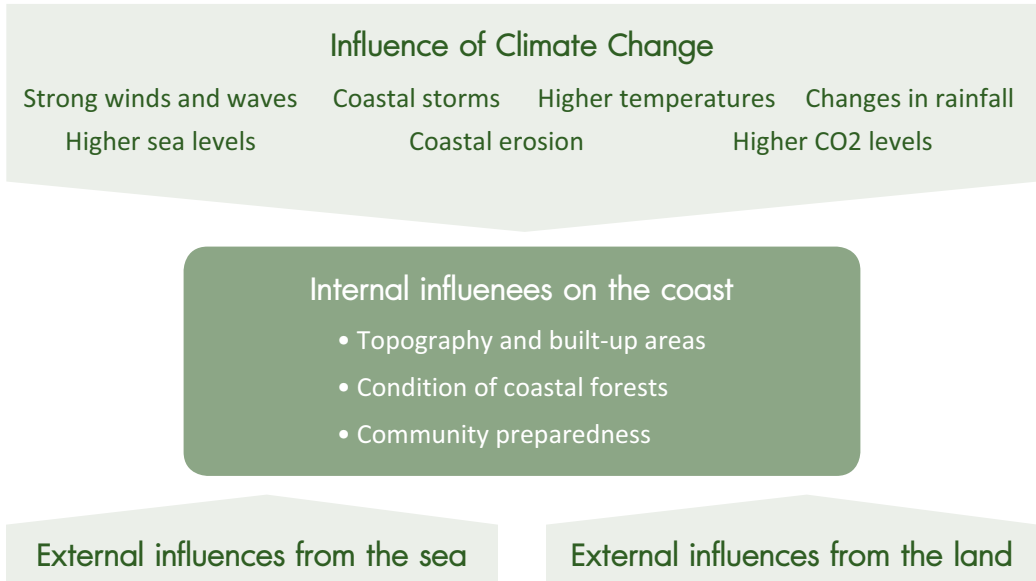 Influence of Climate Change
Strong winds and waves Coastal storms Higher temperatures Changes in rainfall
Higher sea levels Coastal erosion Higher CO2 levels
Internal influenees on the coast
• Topography and built-up areas
• Condition of coastal forests
• Community preparedness
External influences from the sea External influences from the land